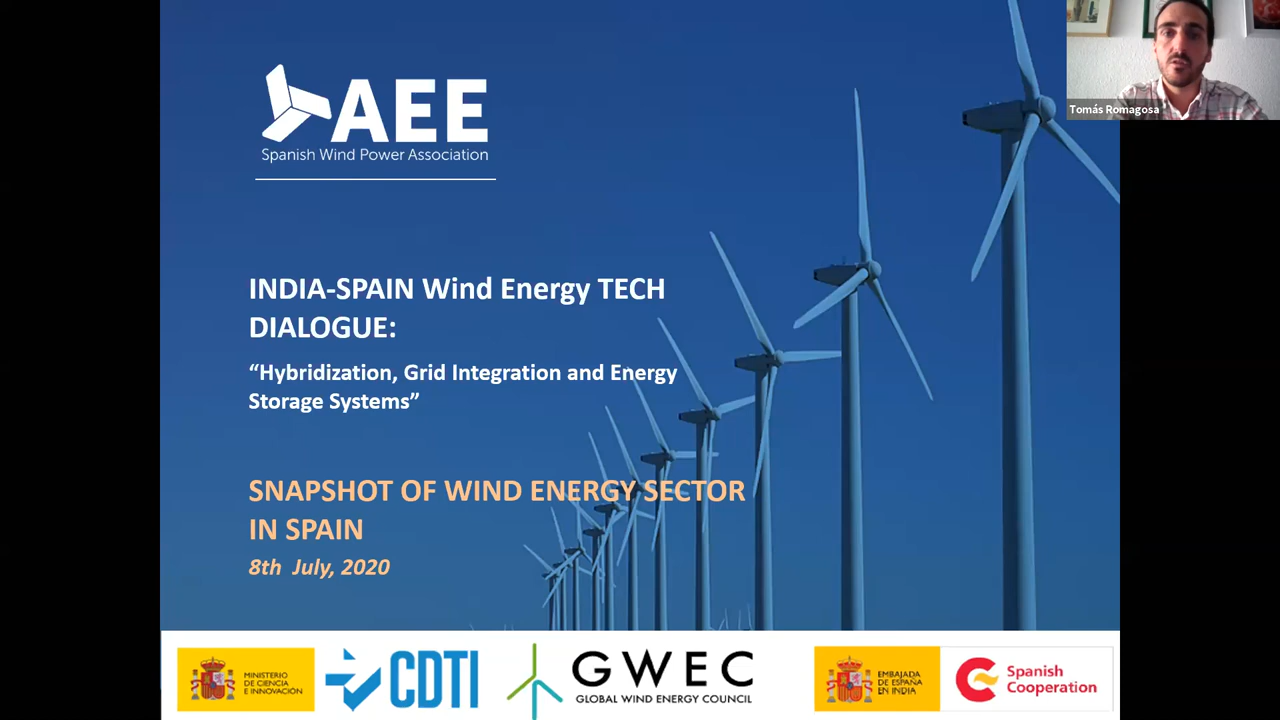 AEE
Spanish Wind Power Association
Tomás Romagosa
INDIA-SPAIN Wind Energy TECH
DIALOGUE:
“Hybridization, Grid Integration and Energy
Storage Systems”
SNAPSHOT OF WIND ENERGY SECTOR
IN SPAIN
8th July, 2020
MINISTERIO
DE CIENCIA
E INNOVACIÓN
CDTI
GWEC
GLOBAL WIND ENERGY COUNCIL
EMBAJADA
DE ESPAÑA
EN INDIA
Spanish
Cooperation